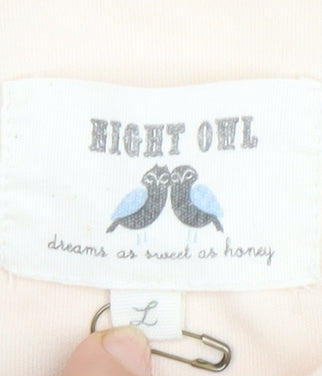 NIGHT OWL
dreams as sweet as honey
L